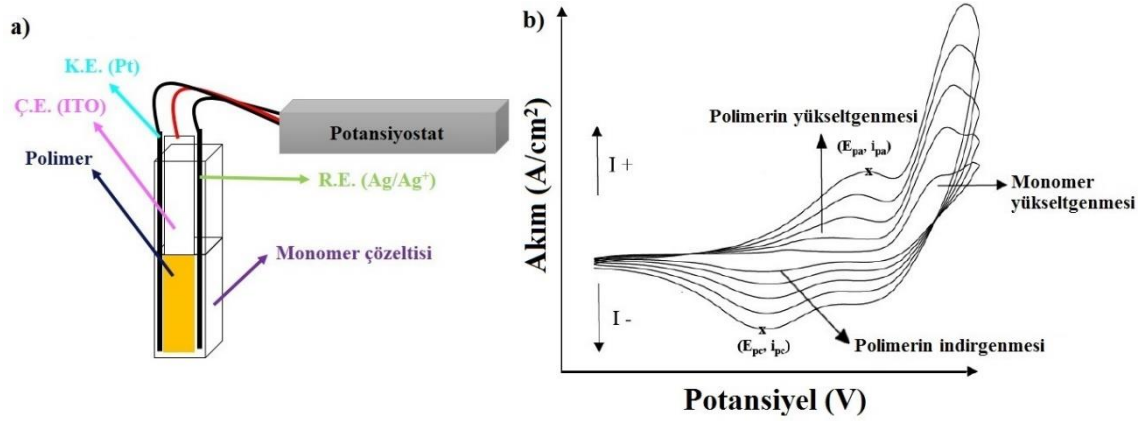 a)
K.E. (Pt)
Ç.E. (ITO)
Polimer
Potansiyostat
R.E. (Ag/Ag⁺)
Monomer çözeltisi
b)
Akım (A/cm²)
I +
I -
Polimerin yükseltgenmesi
(Eₚₐ, iₚₐ)
x
Monomer
yükseltgenmesi
x
(Eₚc, iₚc)
Polimerin indirgenmesi
Potansiyel (V)